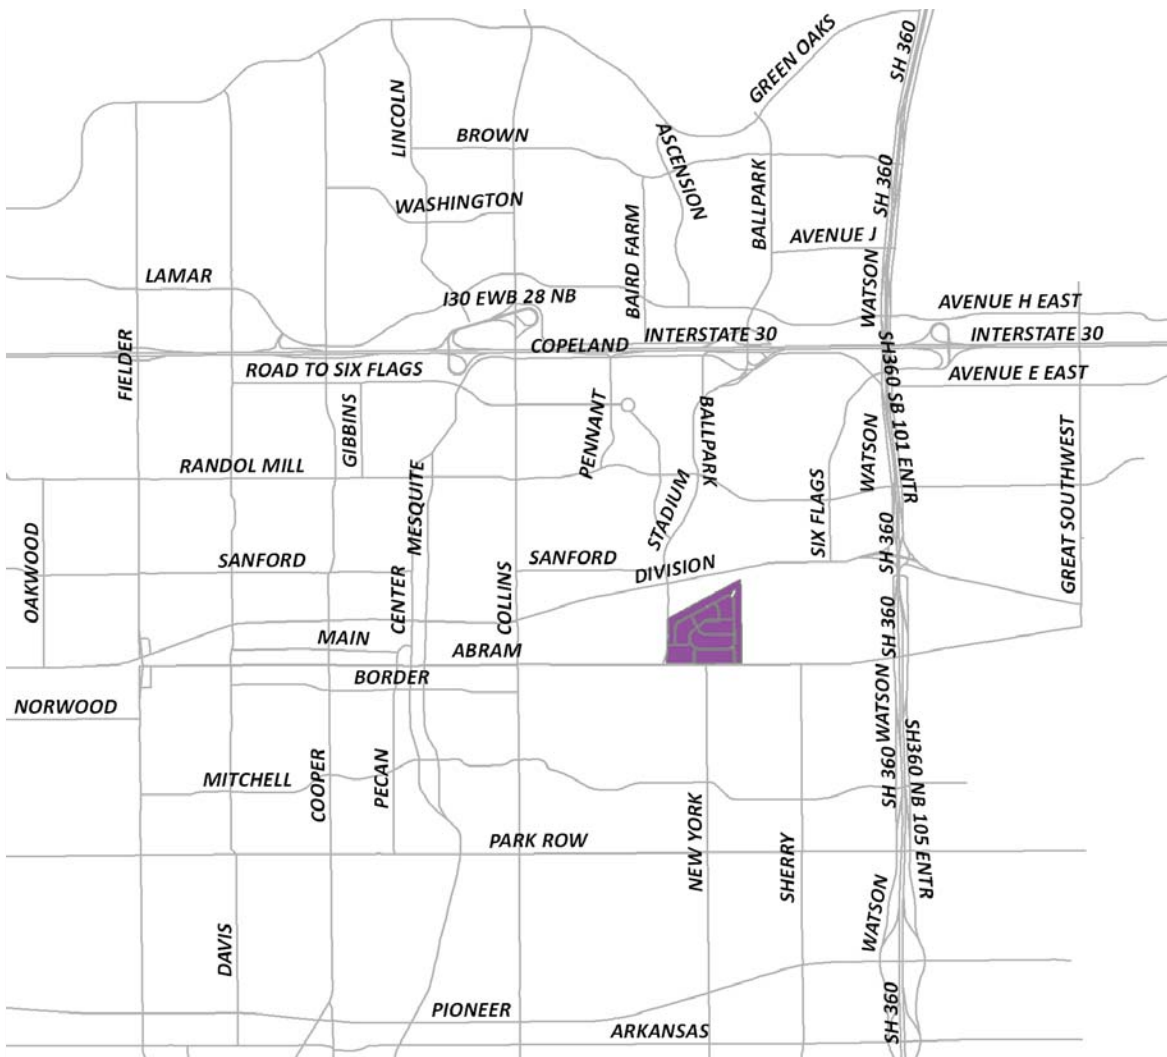 GREEN OAKS
SH 360
LINCOLN
BROWN
ASCENSION
SH 360
BALLPARK
WASHINGTON
BAIRD FARM
AVENUE J
LAMAR
WATSON
I30 EWB 28 NB
AVENUE H EAST
INTERSTATE 30
INTERSTATE 30
COPELAND
FIELDER
ROAD TO SIX FLAGS
AVENUE E EAST
SH360 SB 101 ENTR
GIBBINS
PENNANT
BALLPARK
WATSON
GREAT SOUTHWEST
RANDOL MILL
MESQUITE
STADIUM
SIX FLAGS
OAKWOOD
SH 360
SANFORD
SANFORD
DIVISION
CENTER
COLLINS
SH 360
MAIN
ABRAM
BORDER
NORWOOD
WATSON
SH 360
SH360 NB 105 ENTR
COOPER
PECAN
MITCHELL
NEW YORK
PARK ROW
SHERRY
WATSON
DAVIS
PIONEER
SH 360
ARKANSAS